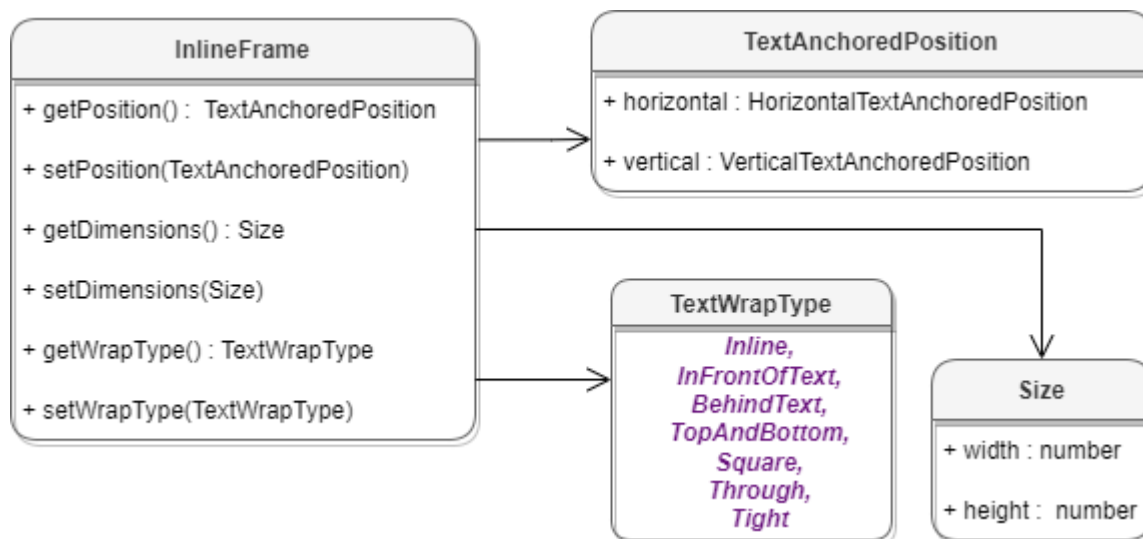 InlineFrame
+ getPosition() :  TextAnchoredPosition
+ setPosition(TextAnchoredPosition)
+ getDimensions() : Size
+ setDimensions(Size)
+ getWrapType() : TextWrapType
+ setWrapType(TextWrapType)
TextAnchoredPosition
+ horizontal : HorizontalTextAnchoredPosition
+ vertical : VerticalTextAnchoredPosition
TextWrapType
Inline,
InFrontOfText,
BehindText,
TopAndBottom,
Square,
Through,
Tight
Size
+ width : number
+ height :  number